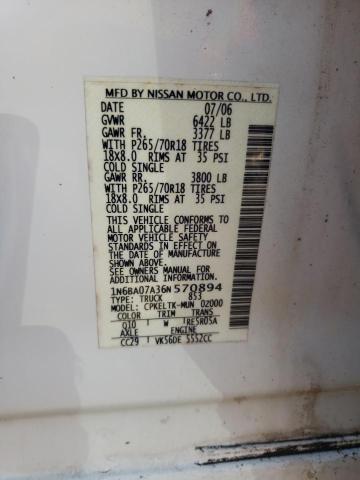 MFD BY NISSAN MOTOR CO., LTD.
DATE 07/06
GVWR 6422 LB
GAWR FR. 3377 LB
WITH P265/70R18 TIRES
18X8.0 RIMS AT 35 PSI
COLD SINGLE
GAWR RR. 3800 LB
WITH P265/70R18 TIRES
18X8.0 RIMS AT 35 PSI
COLD SINGLE
THIS VEHICLE CONFORMS TO
ALL APPLICABLE FEDERAL
MOTOR VEHICLE SAFETY
STANDARDS IN EFFECT ON
THE DATE OF MANUFACTURE.
SEE OWNERS MANUAL FOR
ADDITIONAL INFORMATION
1N6BA07A36N570894
TYPE: TRUCK 853
MODEL: CPKELTK-MUN 02000
COLOR TRIM TRANS
Q10 W RE5R05A
AXLE ENGINE
CC29 VK56DE 5552CC